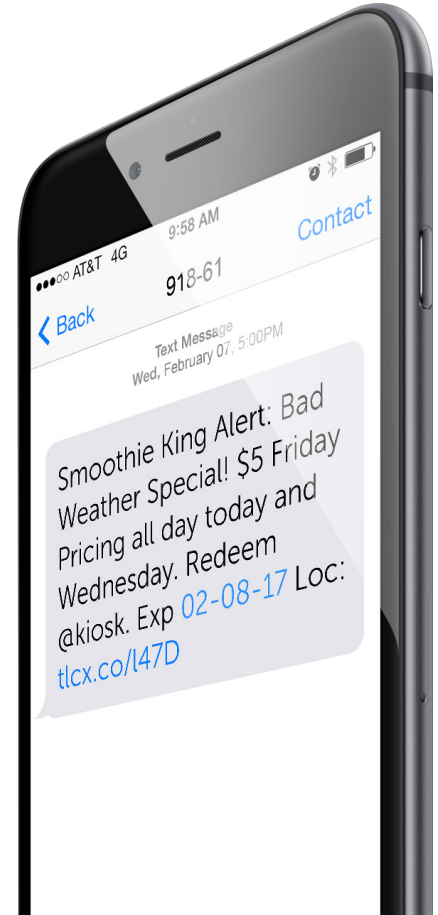 ●●●○○ AT&T 4G 9:58 AM
Back 918-61 Contact
Text Message
Wed, February 07, 5:00PM
Smoothie King Alert: Bad
Weather Special! $5 Friday
Pricing all day today and
Wednesday. Redeem
@kiosk. Exp 02-08-17 Loc:
tlcx.co/l47D